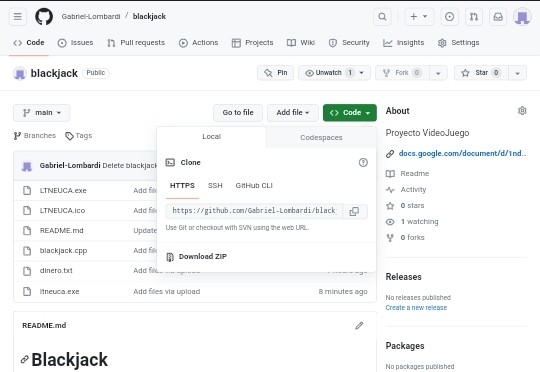 Gabriel-Lombardi / blackjack
Code Issues Pull requests Actions Projects Wiki Security Insights Settings
blackjack Public Pin Unwatch 1 Fork 0 Star 0
main Go to file Add file Code
Branches Tags
Local Codespaces
Gabriel-Lombardi Delete blackjack
Clone
HTTPS SSH GitHub CLI
https://github.com/Gabriel-Lombardi/black
Use Git or checkout with SVN using the web URL.
Download ZIP
LTNEUCA.exe Add
LTNEUCA.ico Add
README.md Update
blackjack.cpp Add
dinero.txt Add files via upload
ltneuca.exe Add files via upload 8 minutes ago
README.md
Blackjack
About
Proyecto VideoJuego
docs.google.com/document/d/1nd...
Readme
Activity
0 stars
1 watching
0 forks
Releases
No releases published
Create a new release
Packages
No packages published